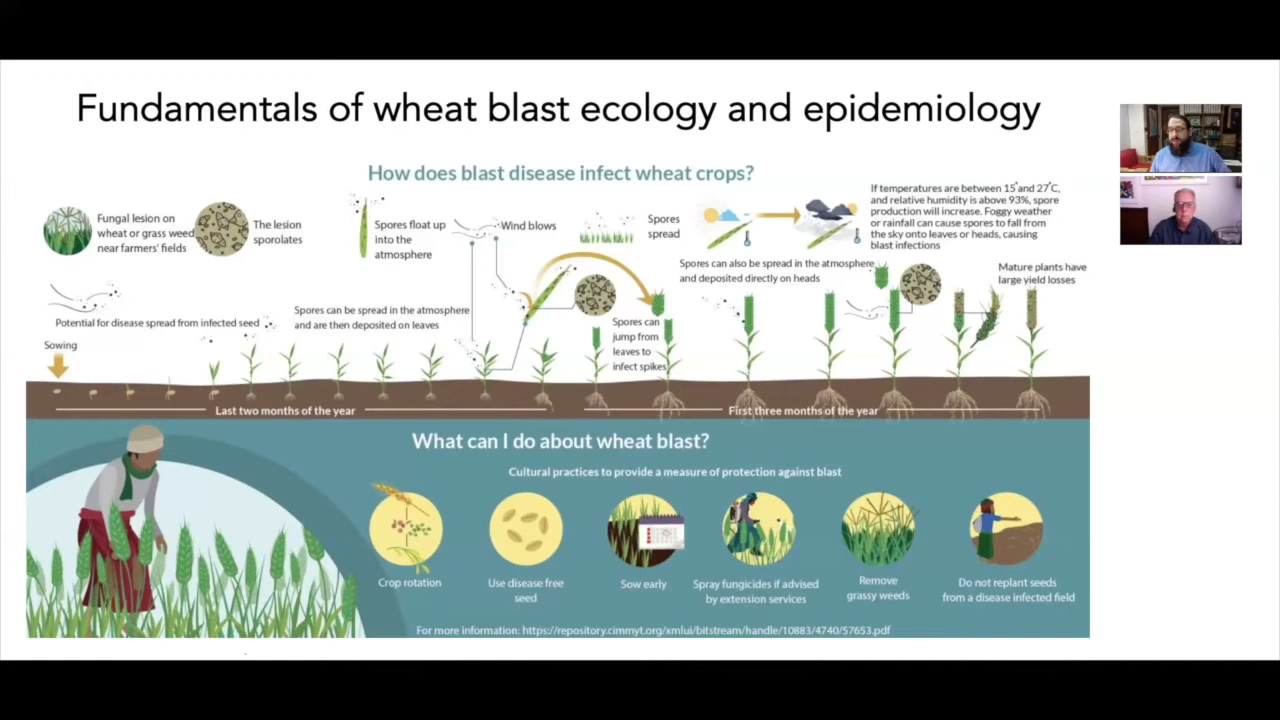 Fundamentals of wheat blast ecology and epidemiology
How does blast disease infect wheat crops?
Fungal lesion on
wheat or grass weed
near farmers' fields
The lesion
sporolates
Spores float up
into the
atmosphere
Wind blows
Spores
spread
If temperatures are between 15° and 27°C,
and relative humidity is above 93%, spore
production will increase. Foggy weather
or rainfall can cause spores to fall from
the sky onto leaves or heads, causing
blast infections
Potential for disease spread from infected seed
Spores can be spread in the atmosphere
and are then deposited on leaves
Spores can
jump from
leaves to
infect spikes
Spores can also be spread in the atmosphere
and deposited directly on heads
Mature plants have
large yield losses
Sowing
Last two months of the year
First three months of the year
What can I do about wheat blast?
Cultural practices to provide a measure of protection against blast
Crop rotation
Use disease free
seed
Sow early
Spray fungicides if advised
by extension services
Remove
grassy weeds
Do not replant seeds
from a disease infected field
For more information: https://repository.cimmyt.org/xmlui/bitstream/handle/10883/4740/57653.pdf